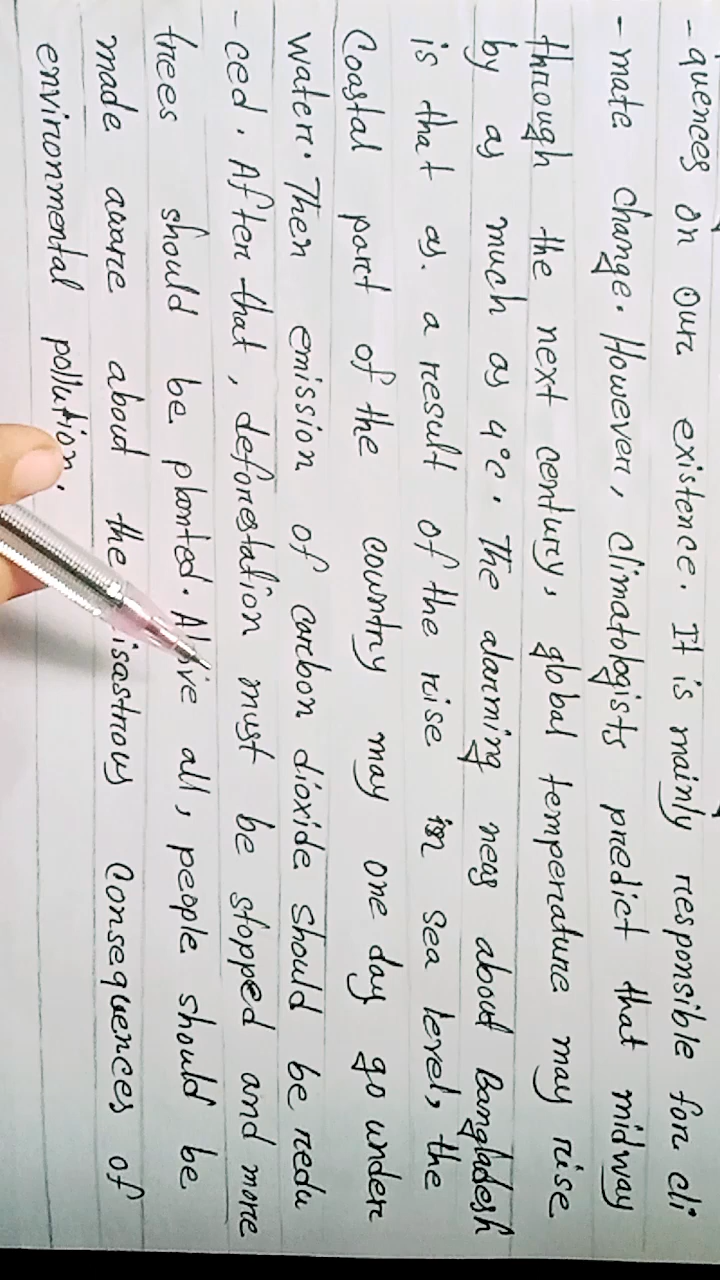 -quences on our existence. It is mainly responsible for cli
-mate change. However, climatologists predict that midway
through the next century, global temperature may rise
by as much as 4°C. The alarming news about Bangladesh
is that as. a result of the rise in sea level, the
Coastal part of the country may one day go under
water. Then emission of carbon dioxide should be redu
-ced. After that, deforestation must be stopped and more
trees should be planted. Above all, people should be
made aware about the disastrous Consequences of
environmental pollution.